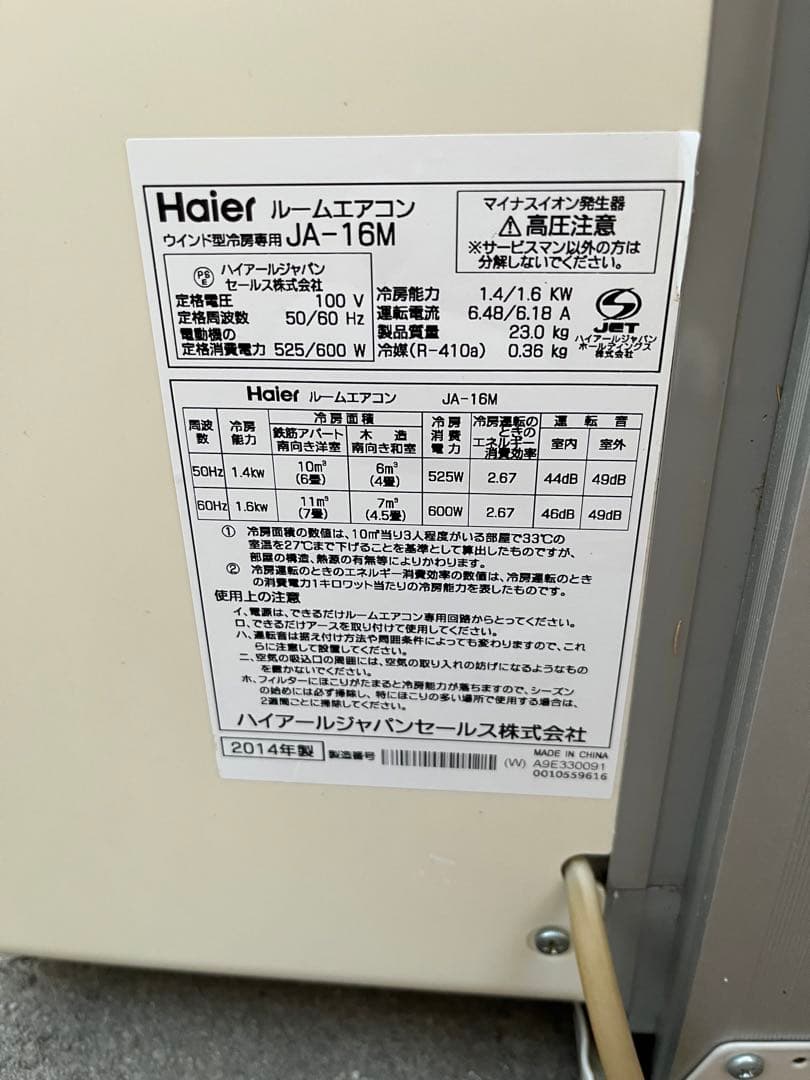 Haier ルームエアコン
ウインド型冷房専用 JA-16M
マイナスイオン発生器
⚠高圧注意
※サービスマン以外の方は
分解しないでください。
PS
E
ハイアールジャパン
セールス株式会社
定格電圧 100 V
定格周波数 50/60 Hz
電動機の
定格消費電力 525/600 W
冷房能力 1.4/1.6 KW
運転電流 6.48/6.18 A
製品質量 23.0 kg
冷媒(R-410a) 0.36 kg
JET
ハイアールジャパン
ホールディングス
株式会社
Haier ルームエアコン JA-16M
周波数 冷房能力 冷房面積 冷房消費電力 冷房運転のときのエネルギー消費効率 運転音
鉄筋アパート南向き洋室 木造南向き和室 室内 室外
50Hz 1.4kw 10m³(6畳) 6m³(4畳) 525W 2.67 44dB 49dB
60Hz 1.6kw 11m³(7畳) 7m³(4.5畳) 600W 2.67 46dB 49dB
① 冷房面積の数値は、10㎡当り3人程度がいる部屋で33℃の
室温を27℃まで下げることを基準として算出したものですが、
部屋の構造、熱源の有無等によりかわります。
② 冷房運転のときのエネルギー消費効率の数値は、冷房運転のとき
の消費電力1キロワット当たりの冷房能力を表したものです。
使用上の注意
イ、電源は、できるだけルームエアコン専用回路からとってください。
ロ、できるだけアースを取り付けて使用してください。
ハ、運転音は据え付け方法や周囲条件によっても変わりますので、これ
らに注意して設置してください。
ニ、空気の吸込口の周囲には、空気の取り入れの妨げになるようなもの
を置かないでください。
ホ、フィルターにほこりがたまると冷房能力が落ちますので、シーズン
の始めには必ず掃除し、特にほこりの多い場所で使用する場合は、
2週間ごとに掃除してください。
ハイアールジャパンセールス株式会社
2014年製 製造番号 (W)
MADE IN CHINA
A9E330091
0010559616